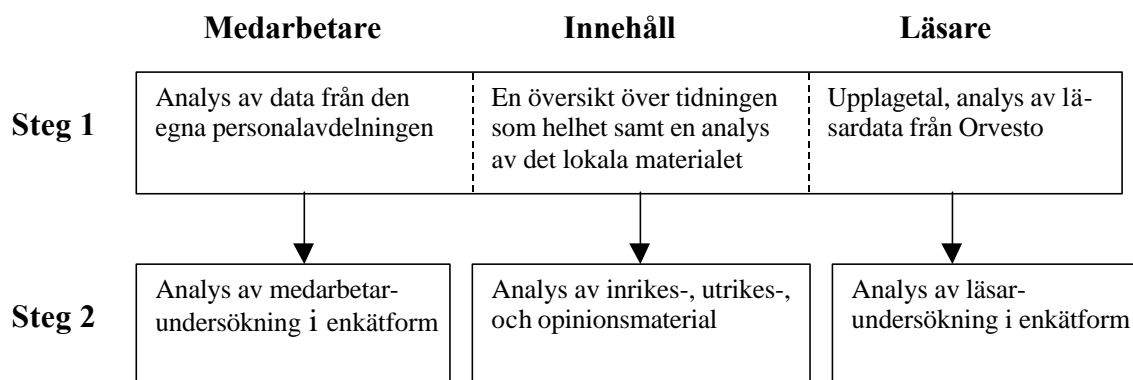 Medarbetare
Innehåll
Läsare
Steg 1
Analys av data från den
egna personalavdelningen
En översikt över tidningen
som helhet samt en analys
av det lokala materialet
Upplagetal, analys av lä-
sardata från Orvesto
Steg 2
Analys av medarbetar-
undersökning i enkätform
Analys av inrikes-, utrikes-,
och opinionsmaterial
Analys av läsar-
undersökning i enkätform